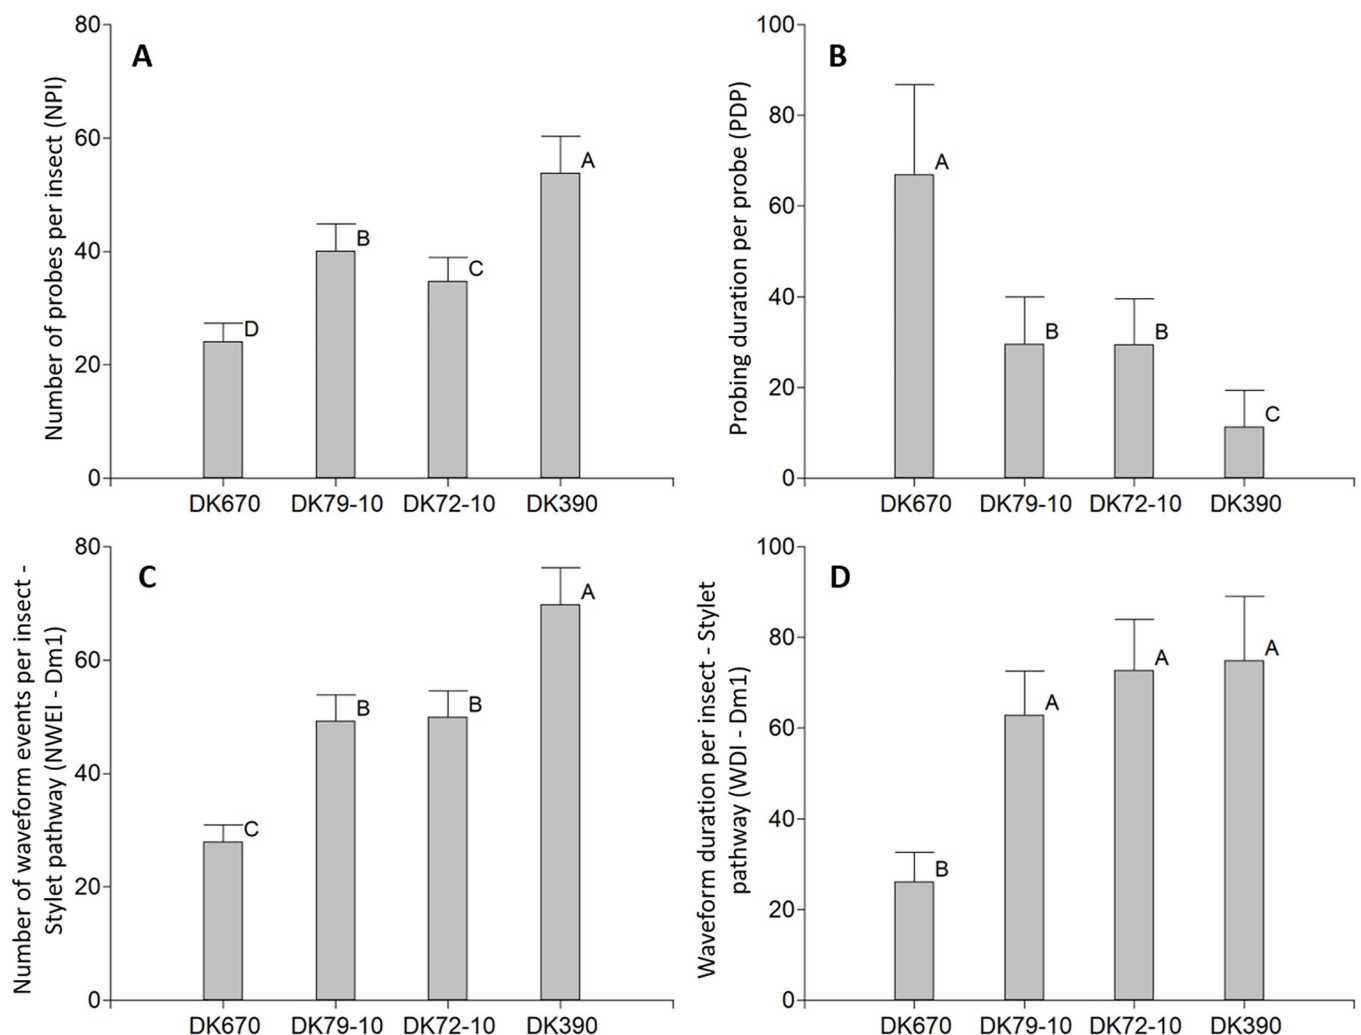 A
Number of probes per insect (NPI)
80
60
40
20
0
D
B
C
A
DK670 DK79-10 DK72-10 DK390
B
Probing duration per probe (PDP)
100
80
60
40
20
0
A
B
B
C
DK670 DK79-10 DK72-10 DK390
C
Number of waveform events per insect -
Stylet pathway (NWEI - Dm1)
80
60
40
20
0
C
B
B
A
DK670 DK79-10 DK72-10 DK390
D
Waveform duration per insect - Stylet
pathway (WDI - Dm1)
100
80
60
40
20
0
B
A
A
A
DK670 DK79-10 DK72-10 DK390